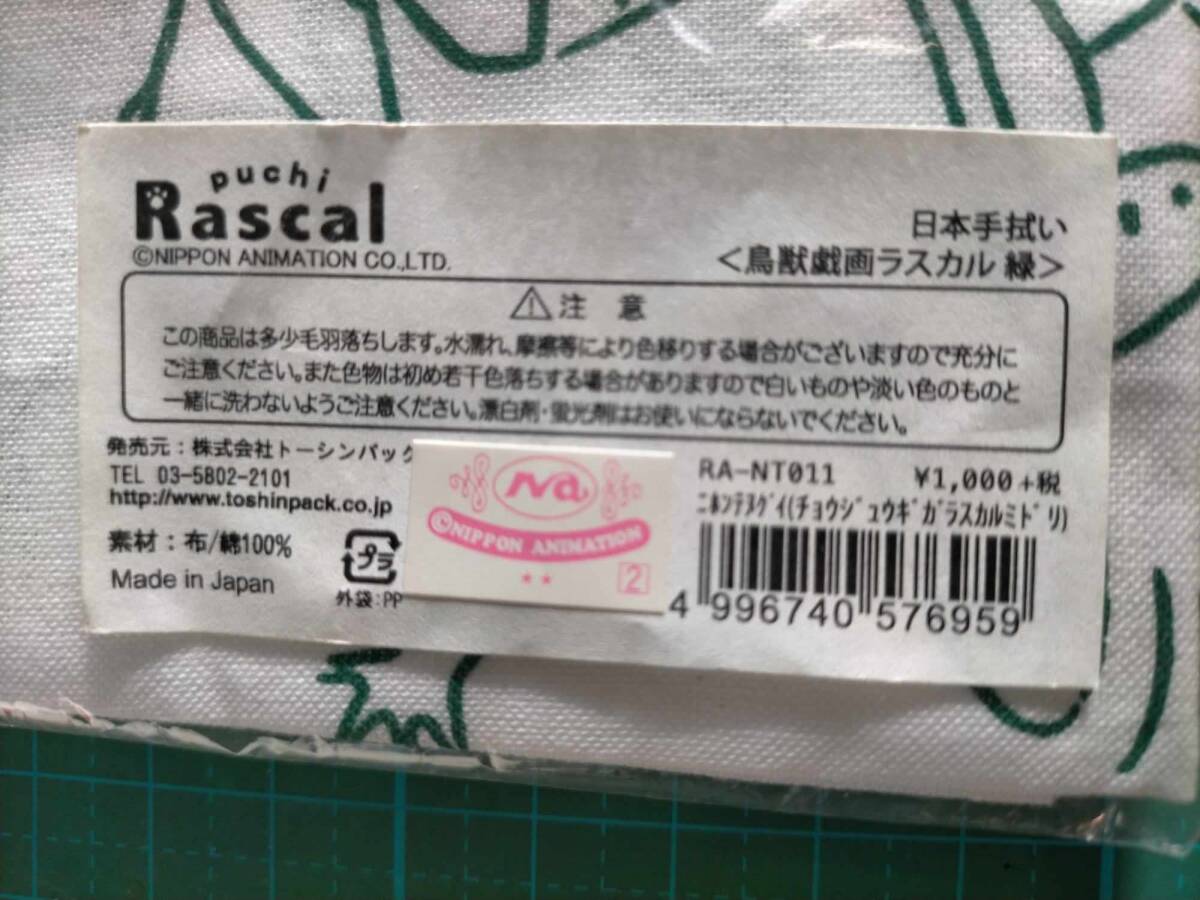 puchi
Rascal
©NIPPON ANIMATION CO.,LTD.
日本手拭い
＜鳥獣戯画ラスカル 緑＞
注 意
この商品は多少毛羽落ちします。水濡れ、摩擦等により色移りする場合がございますので充分に
ご注意ください。また色物は初め若干色落ちする場合がありますので白いものや淡い色のものと
一緒に洗わないようご注意ください。漂白剤・蛍光剤はお使いにならないでください。
発売元：株式会社トーシンパック
TEL 03-5802-2101
http://www.toshinpack.co.jp
素材：布/綿100%
Made in Japan
プラ
外袋：PP
Na
©NIPPON ANIMATION
★★
2
RA-NT011 ¥1,000+税
ﾆﾎﾝﾃﾇｸﾞｲ(ﾁｮｳｼﾞｭｳｷﾞｶﾞﾗｽｶﾙﾐﾄﾞﾘ)
4 996740 576959